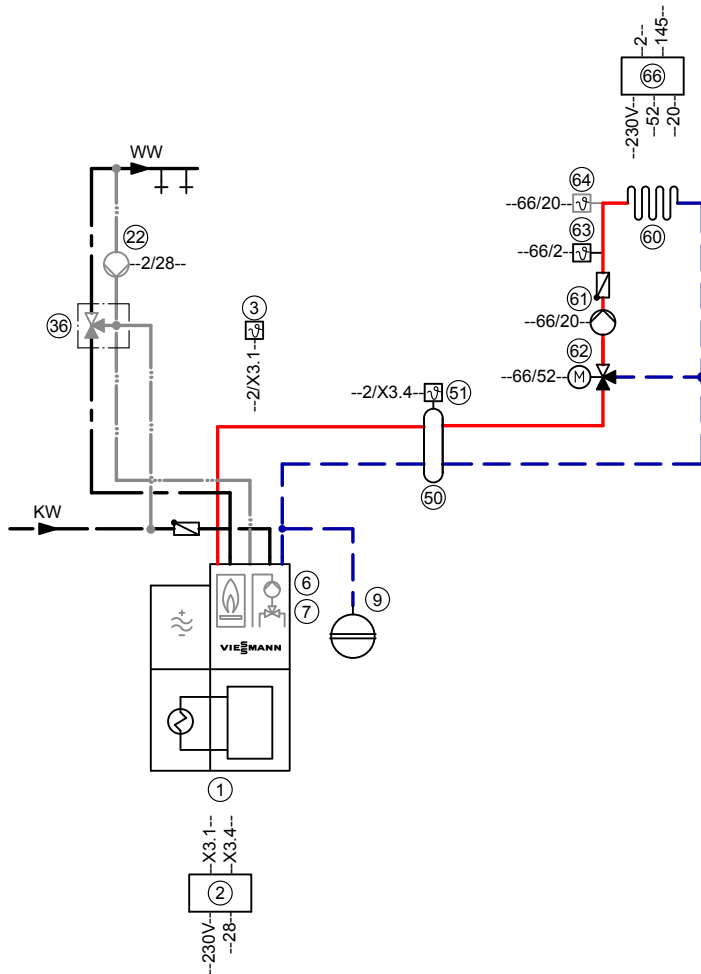 --2--
145--
66
--230V--
--52
--20--
WW
64
--66/20--
22
63
60
--2/28--
--66/2--
61
3
36
--66/20--
62
--66/52--
M
--2/X3.1--
--2/X3.4--
51
50
KW
6
9
7
+
-
VIESSMANN
1
--X3.1--
X3.4--
2
--230V--
--28--